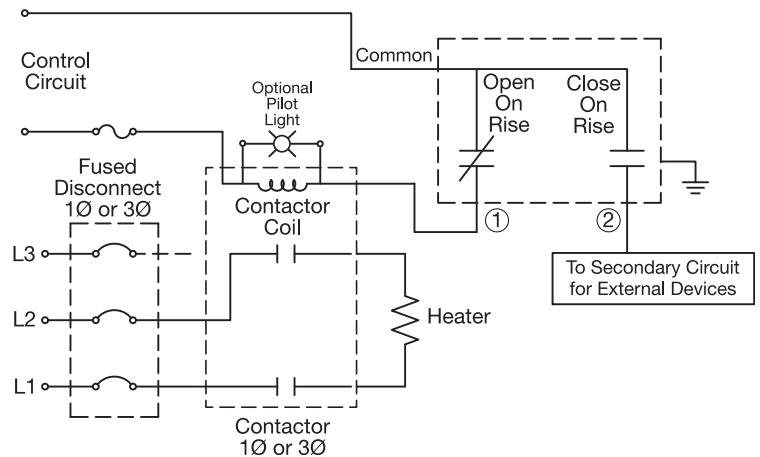 Control
Circuit
Common
Open
On
Rise
Close
On
Rise
Optional
Pilot
Light
Fused
Disconnect
1Ø or 3Ø
Contactor
Coil
①
②
To Secondary Circuit
for External Devices
L3
L2
Heater
L1
Contactor
1Ø or 3Ø